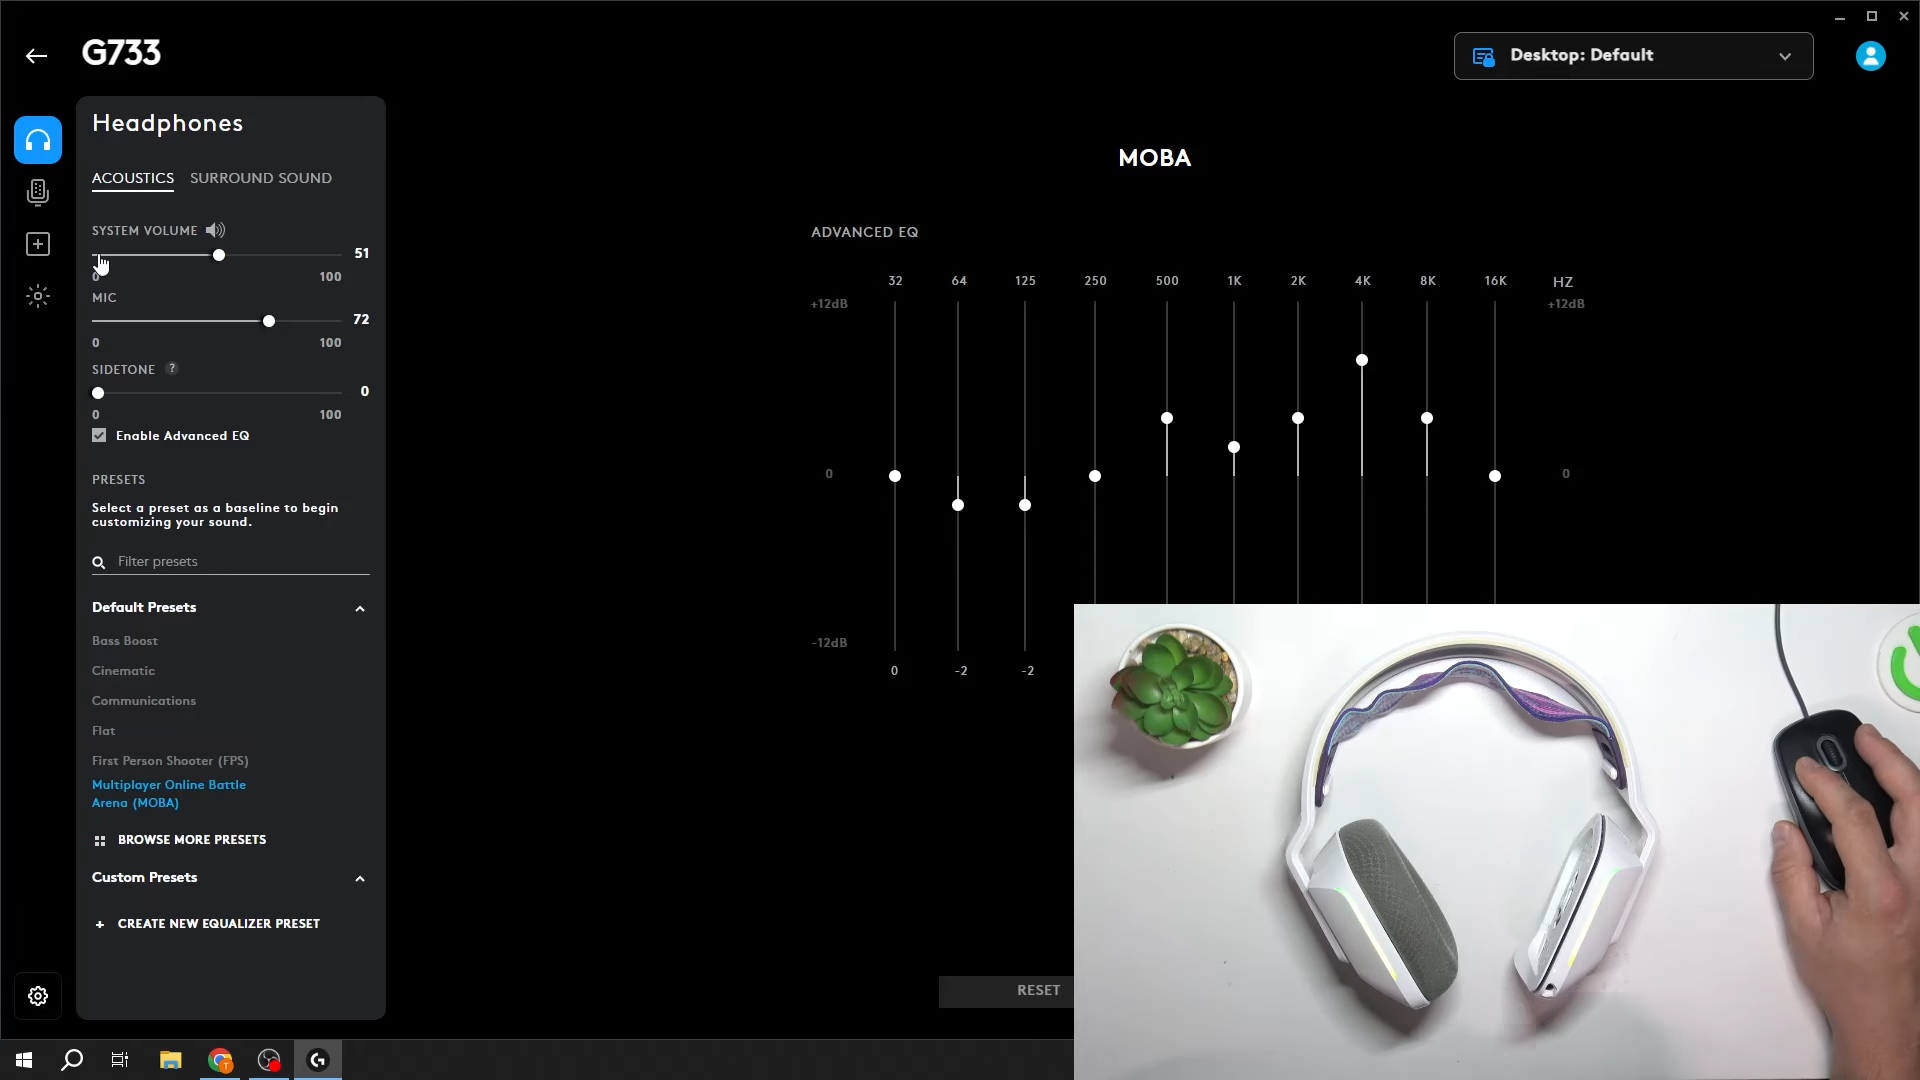 G733
Desktop: Default
Headphones
ACOUSTICS SURROUND SOUND
SYSTEM VOLUME
51
0 100
MIC
72
0 100
SIDETONE ?
0
0 100
Enable Advanced EQ
PRESETS
Select a preset as a baseline to begin
customizing your sound.
Filter presets
Default Presets
Bass Boost
Cinematic
Communications
Flat
First Person Shooter (FPS)
Multiplayer Online Battle
Arena (MOBA)
BROWSE MORE PRESETS
Custom Presets
+ CREATE NEW EQUALIZER PRESET
MOBA
ADVANCED EQ
32 64 125 250 500 1K 2K 4K 8K 16K HZ
+12dB +12dB
0 0
-12dB
0 -2 -2
RESET